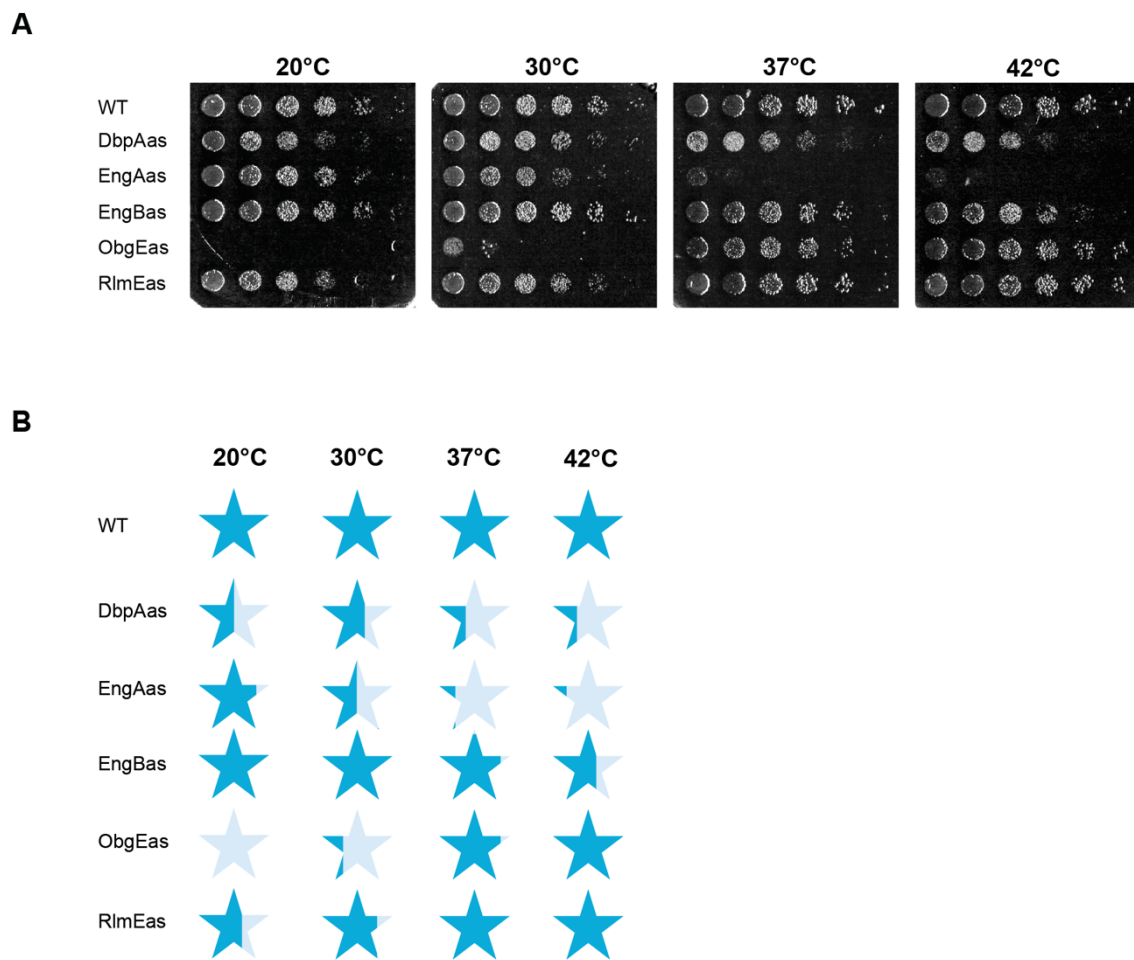 A
20°C 30°C 37°C 42°C
WT
DbpAas
EngAas
EngBas
ObgEas
RlmEas
B
20°C 30°C 37°C 42°C
WT
DbpAas
EngAas
EngBas
ObgEas
RlmEas